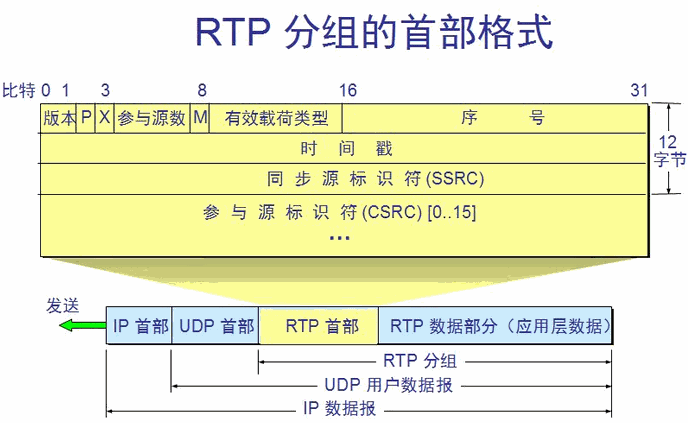 RTP 分组的首部格式
比特 0 1 3 8 16 31
版本 P X 参与源数 M 有效载荷类型 序 号
时 间 戳
同 步 源 标 识 符 (SSRC)
12
字节
参 与 源 标 识 符 (CSRC) [0..15]
...
发送
IP 首部 UDP 首部 RTP 首部 RTP 数据部分（应用层数据）
RTP 分组
UDP 用户数据报
IP 数据报